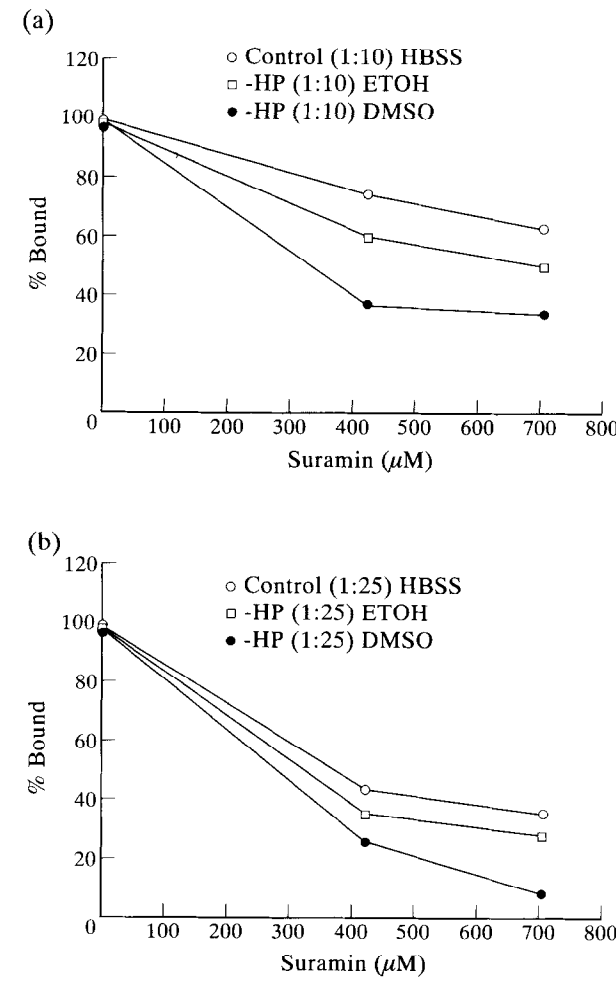 (a)
120
100
80
60
40
20
0
% Bound
Control (1:10) HBSS
-HP (1:10) ETOH
-HP (1:10) DMSO
100 200 300 400 500 600 700 800
Suramin (μM)
(b)
120
100
80
60
40
20
0
% Bound
Control (1:25) HBSS
-HP (1:25) ETOH
-HP (1:25) DMSO
100 200 300 400 500 600 700 800
Suramin (μM)